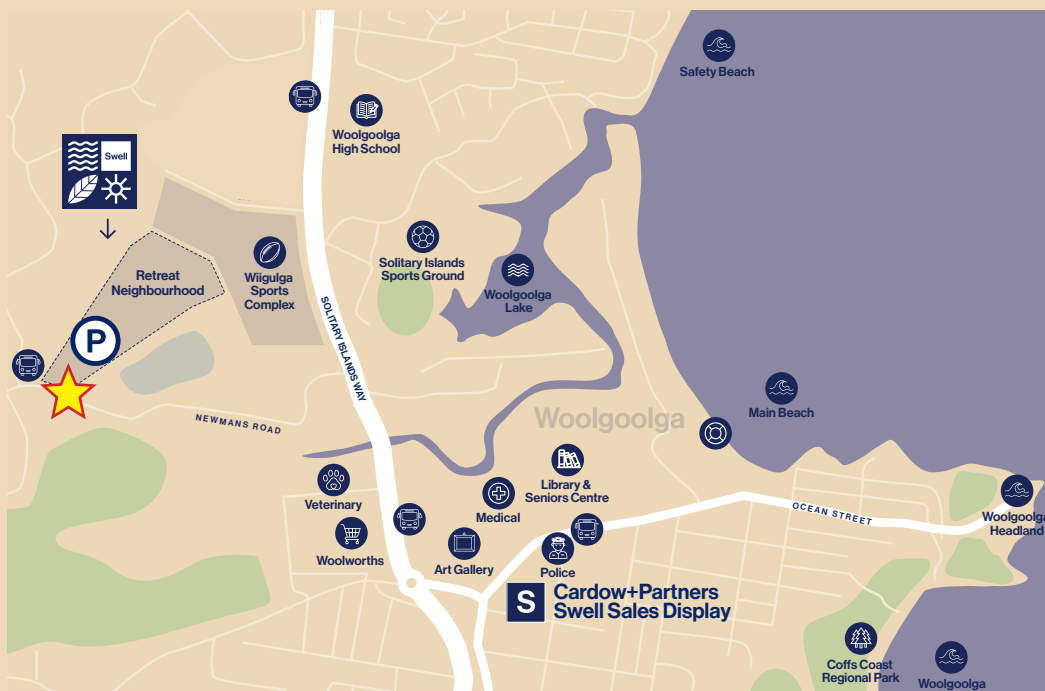 Safety Beach
Woolgoolga
High School
Swell
Solitary Islands
Sports Ground
Retreat
Neighbourhood
Wiigulga
Sports
Complex
Woolgoolga
Lake
SOLITARY ISLANDS WAY
P
NEWMANS ROAD
Woolgoolga
Main Beach
Library &
Seniors Centre
Veterinary
Medical
OCEAN STREET
Woolgoolga
Headland
Woolworths
Art Gallery
Police
S
Cardow+Partners
Swell Sales Display
Coffs Coast
Regional Park
Woolgoolga